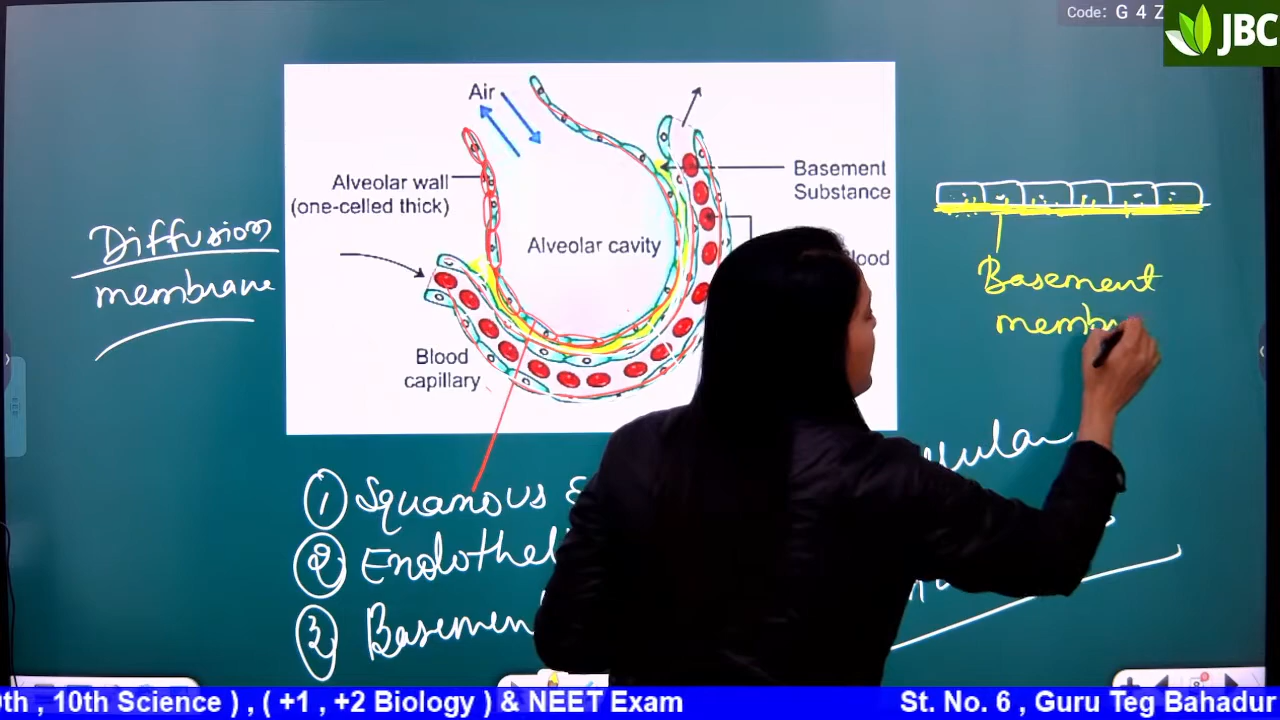 Code: G 4 Z
JBC
Air
Alveolar wall
(one-celled thick)
Basement
Substance
Alveolar cavity
Blood
capillary
Diffusion
membrane
Basement
① Squamous
② Endotheli
③ Basemen
, 10th Science ) , ( +1 , +2 Biology ) & NEET Exam
St. No. 6 , Guru Teg Bahadur